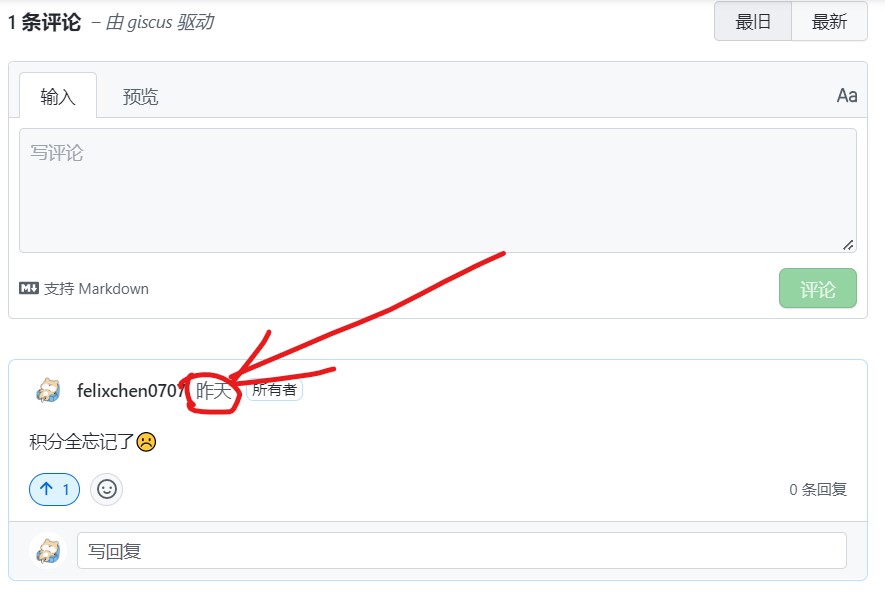 1 条评论 – 由 giscus 驱动
最旧 最新
输入 预览 Aa
写评论
M↓ 支持 Markdown
评论
felixchen0707 昨天 所有者
积分全忘记了☹️
↑ 1
0 条回复
写回复